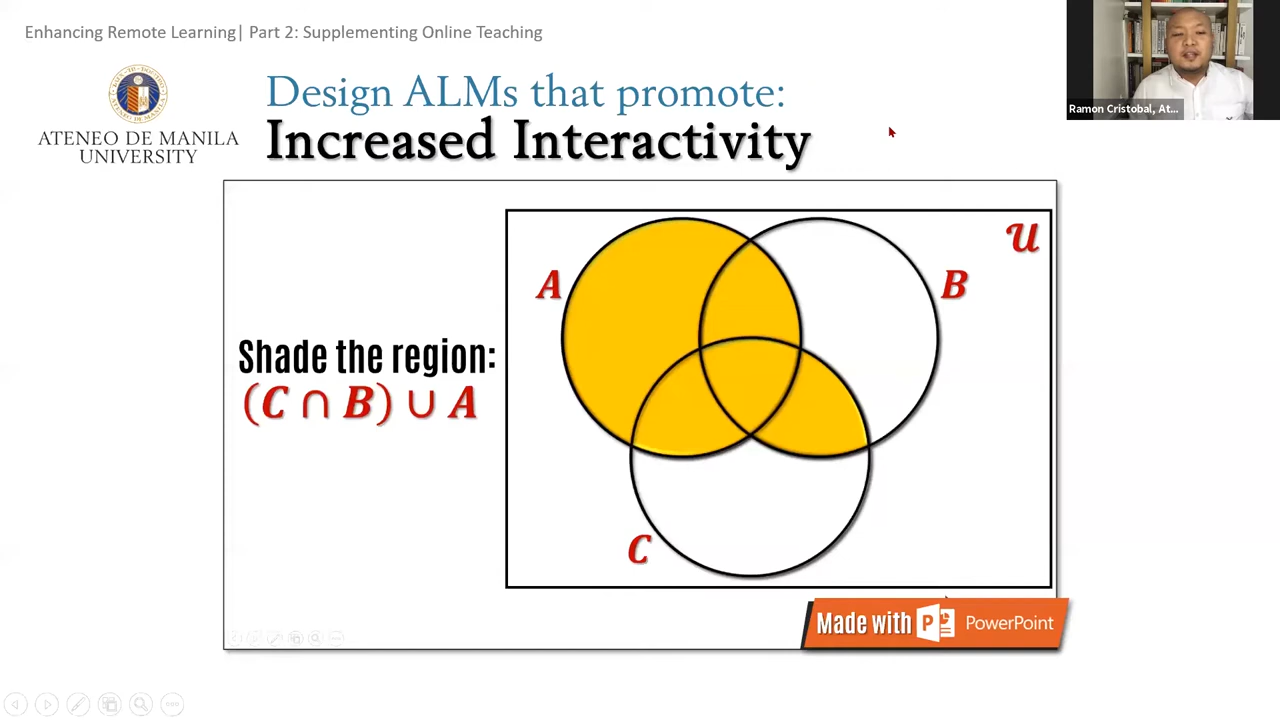 Enhancing Remote Learning| Part 2: Supplementing Online Teaching
Ramon Cristobal, At...
ATENEO DE MANILA
UNIVERSITY
Design ALMs that promote:
Increased Interactivity
U
A
B
Shade the region:
(C ∩ B) ∪ A
C
Made with PowerPoint